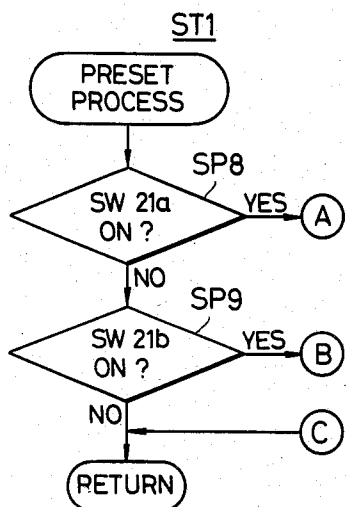 ST1
PRESET
PROCESS
SP8
SW 21a
ON ?
YES
A
NO
SP9
SW 21b
ON ?
YES
B
NO
C
RETURN